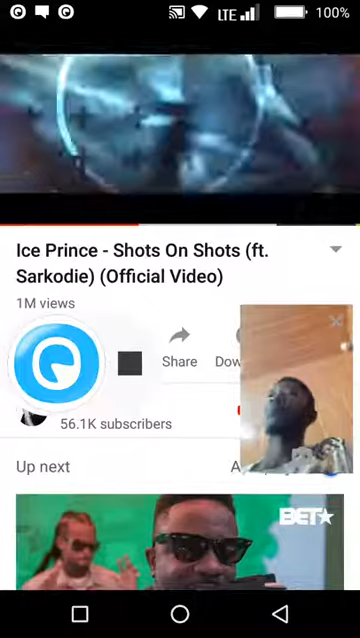 LTE 100%
Ice Prince - Shots On Shots (ft.
Sarkodie) (Official Video)
1M views
Share
Dow
56.1K subscribers
Up next
A
BET